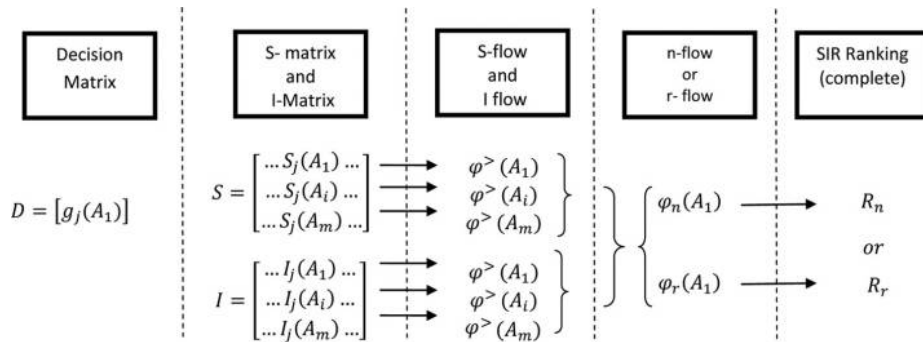 Decision
Matrix
S- matrix
and
I-Matrix
S-flow
and
I flow
n-flow
or
r- flow
SIR Ranking
(complete)
D = [g_j(A_1)]
S = [... S_j(A_1) ...
... S_j(A_i) ...
... S_j(A_m) ...]
φ^>(A_1)
φ^>(A_i)
φ^>(A_m)
I = [... I_j(A_1) ...
... I_j(A_i) ...
... I_j(A_m) ...]
φ^>(A_1)
φ^>(A_i)
φ^>(A_m)
φ_n(A_1)
φ_r(A_1)
R_n
or
R_r